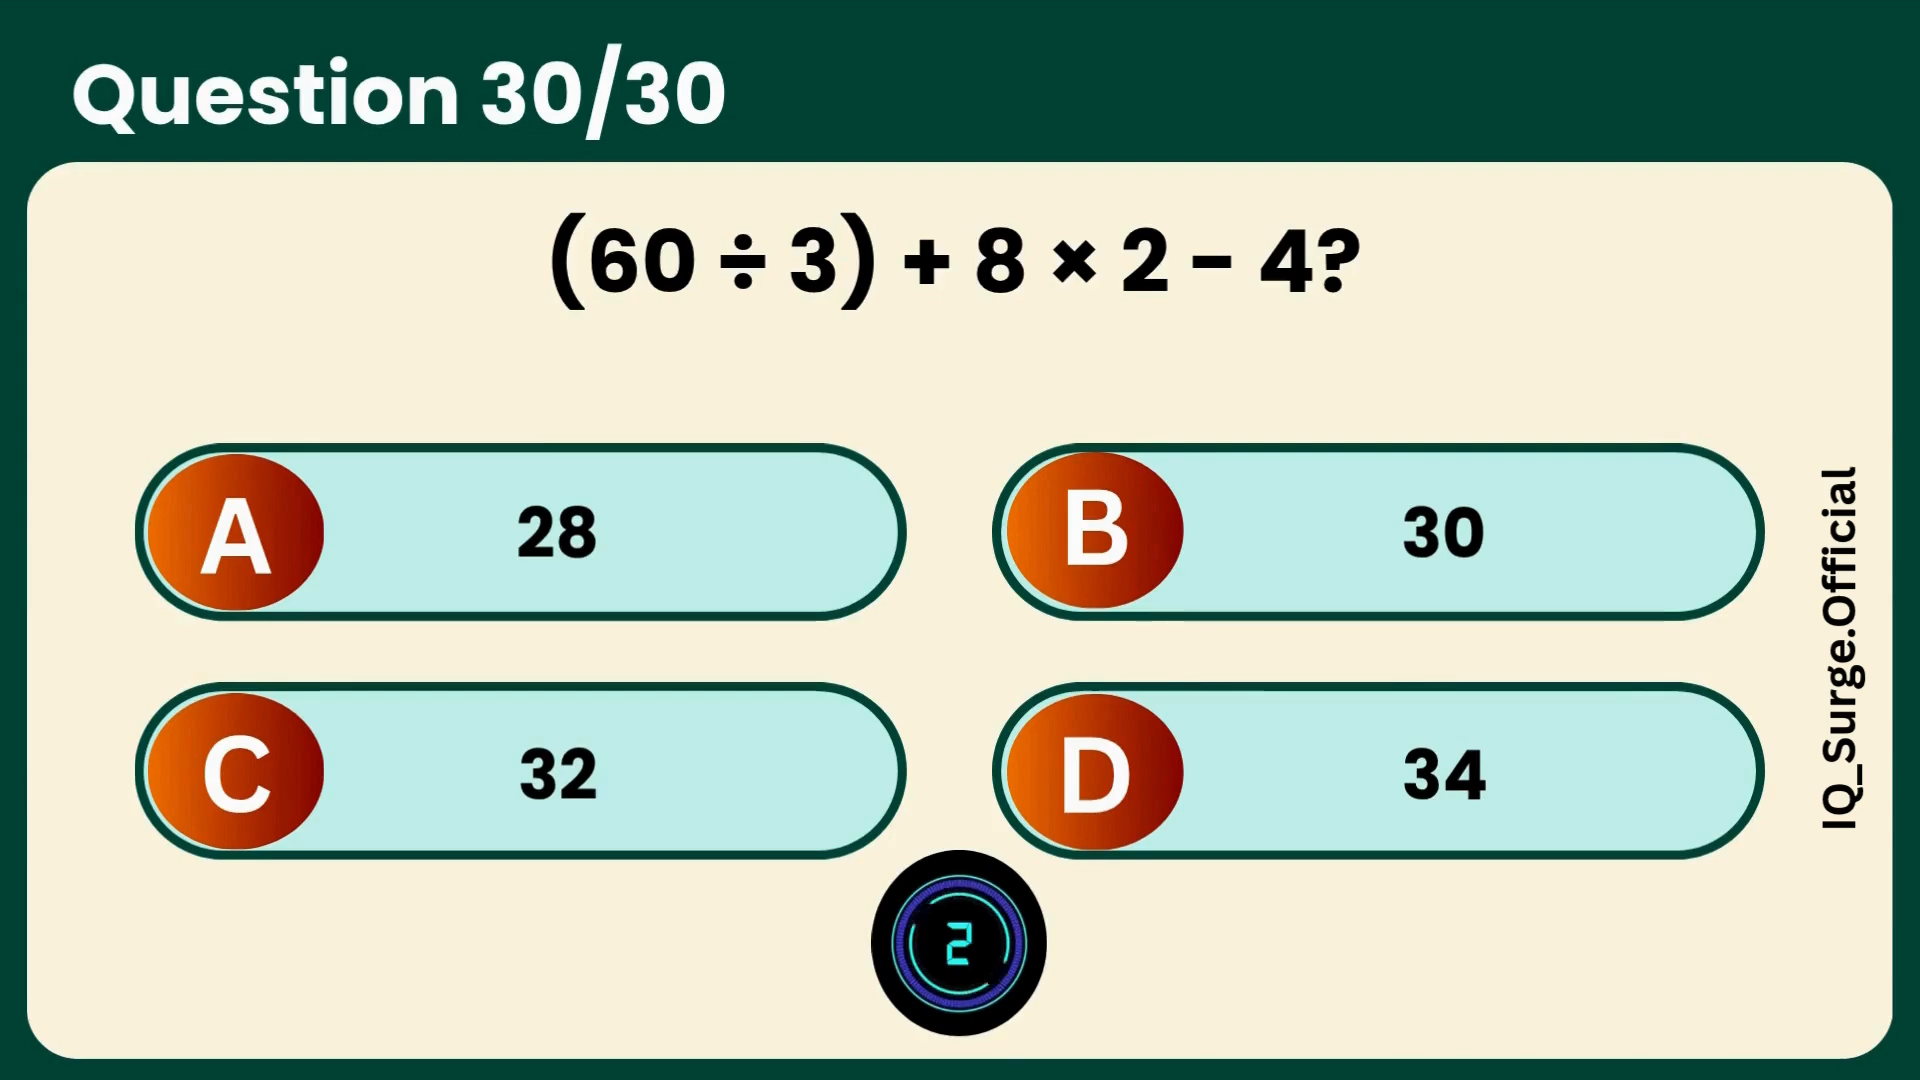 Question 30/30
(60 ÷ 3) + 8 × 2 − 4?
A 28
B 30
C 32
D 34
2
IQ_Surge.Official